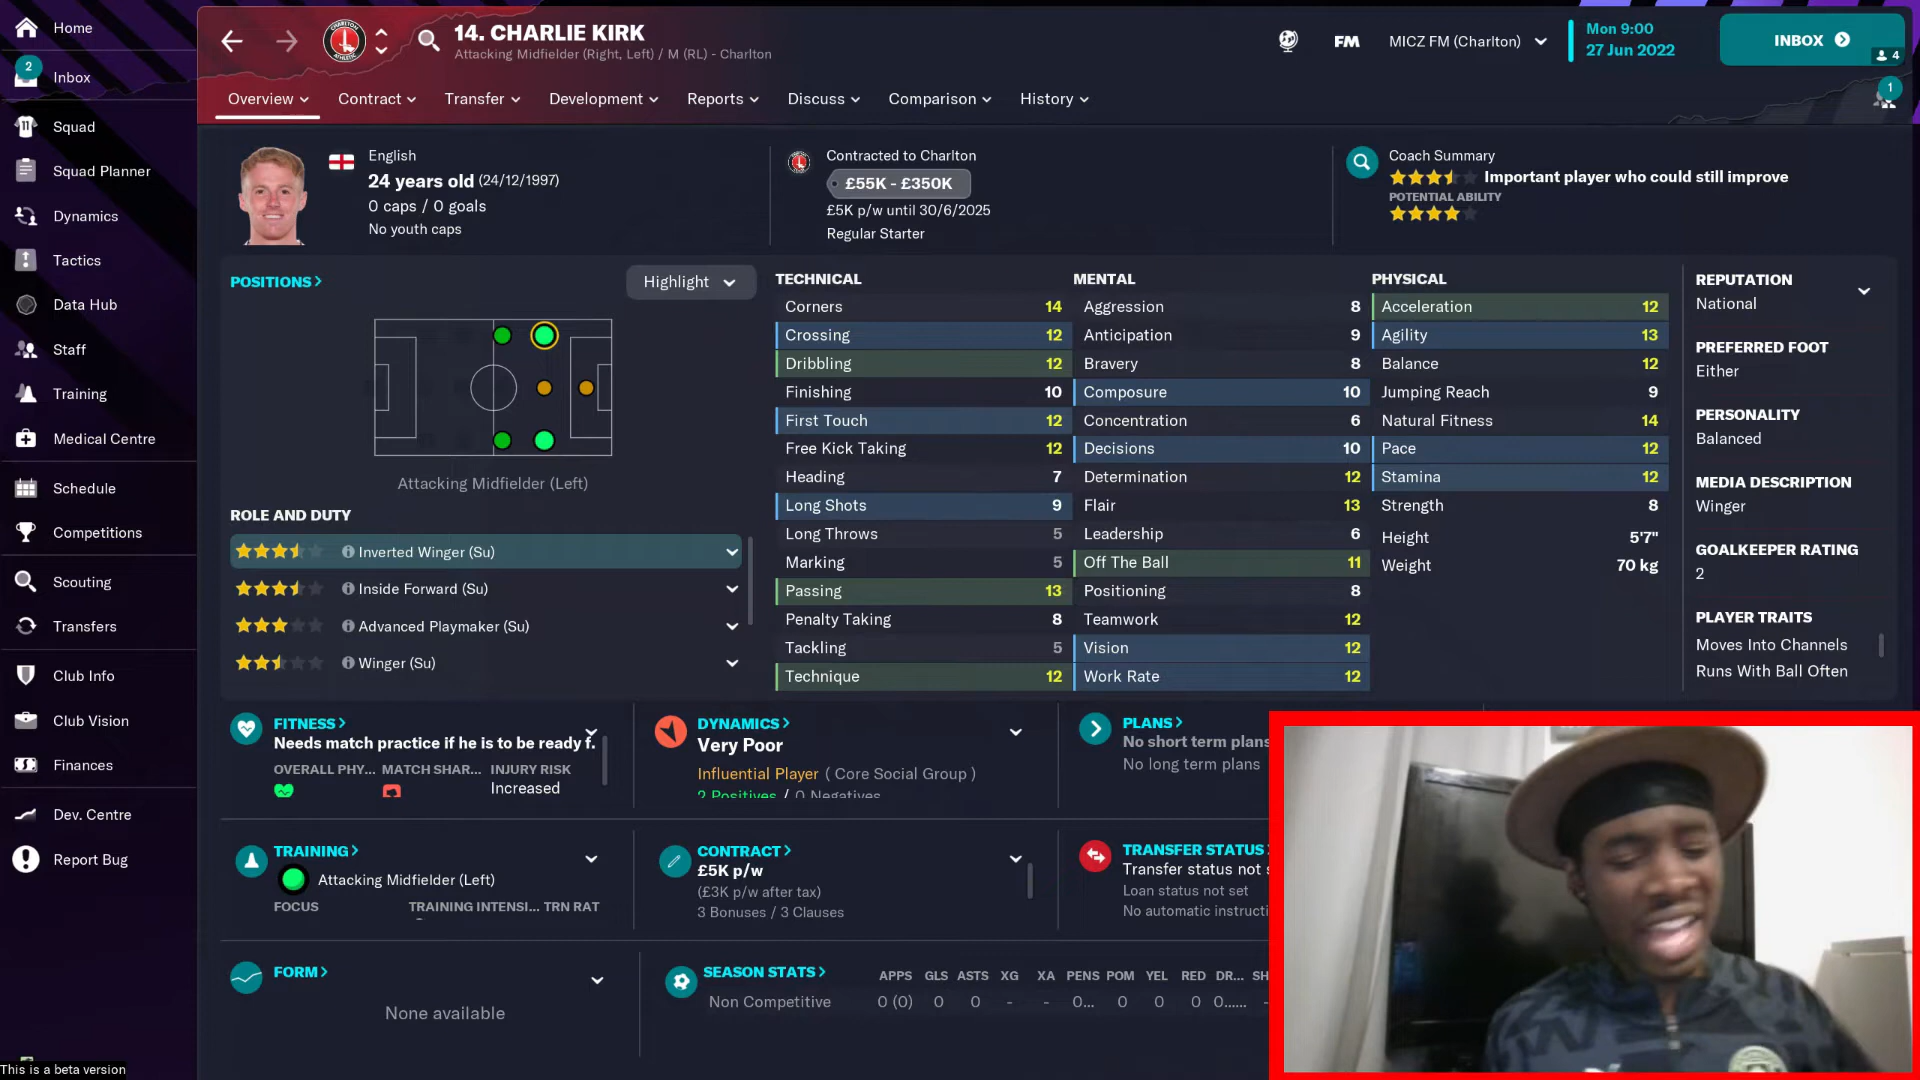 Home
2
Inbox
Squad
Squad Planner
Dynamics
Tactics
Data Hub
Staff
Training
Medical Centre
Schedule
Competitions
Scouting
Transfers
Club Info
Club Vision
Finances
Dev. Centre
Report Bug
This is a beta version
14. CHARLIE KIRK
Attacking Midfielder (Right, Left) / M (RL) - Charlton
FM
MICZ FM (Charlton)
Mon 9:00
27 Jun 2022
INBOX
4
1
Overview
Contract
Transfer
Development
Reports
Discuss
Comparison
History
English
24 years old (24/12/1997)
0 caps / 0 goals
No youth caps
Contracted to Charlton
£55K - £350K
£5K p/w until 30/6/2025
Regular Starter
Coach Summary
Important player who could still improve
POTENTIAL ABILITY
POSITIONS
Highlight
Attacking Midfielder (Left)
ROLE AND DUTY
Inverted Winger (Su)
Inside Forward (Su)
Advanced Playmaker (Su)
Winger (Su)
TECHNICAL
Corners 14
Crossing 12
Dribbling 12
Finishing 10
First Touch 12
Free Kick Taking 12
Heading 7
Long Shots 9
Long Throws 5
Marking 5
Passing 13
Penalty Taking 8
Tackling 5
Technique 12
MENTAL
Aggression 8
Anticipation 9
Bravery 8
Composure 10
Concentration 6
Decisions 10
Determination 12
Flair 13
Leadership 6
Off The Ball 11
Positioning 8
Teamwork 12
Vision 12
Work Rate 12
PHYSICAL
Acceleration 12
Agility 13
Balance 12
Jumping Reach 9
Natural Fitness 14
Pace 12
Stamina 12
Strength 8
Height 5'7"
Weight 70 kg
REPUTATION
National
PREFERRED FOOT
Either
PERSONALITY
Balanced
MEDIA DESCRIPTION
Winger
GOALKEEPER RATING
2
PLAYER TRAITS
Moves Into Channels
Runs With Ball Often
FITNESS
Needs match practice if he is to be ready f.
OVERALL PHY... MATCH SHAR... INJURY RISK
Increased
DYNAMICS
Very Poor
Influential Player ( Core Social Group )
2 Positives / 0 Negatives
PLANS
No short term plans
No long term plans
TRAINING
Attacking Midfielder (Left)
FOCUS TRAINING INTENSI... TRN RAT
CONTRACT
£5K p/w
(£3K p/w after tax)
3 Bonuses / 3 Clauses
TRANSFER STATUS
Transfer status not s
Loan status not set
No automatic instructi
FORM
None available
SEASON STATS
APPS GLS ASTS XG XA PENS POM YEL RED DR... SH
Non Competitive 0 (0) 0 0 - - 0... 0 0 0 0...... -